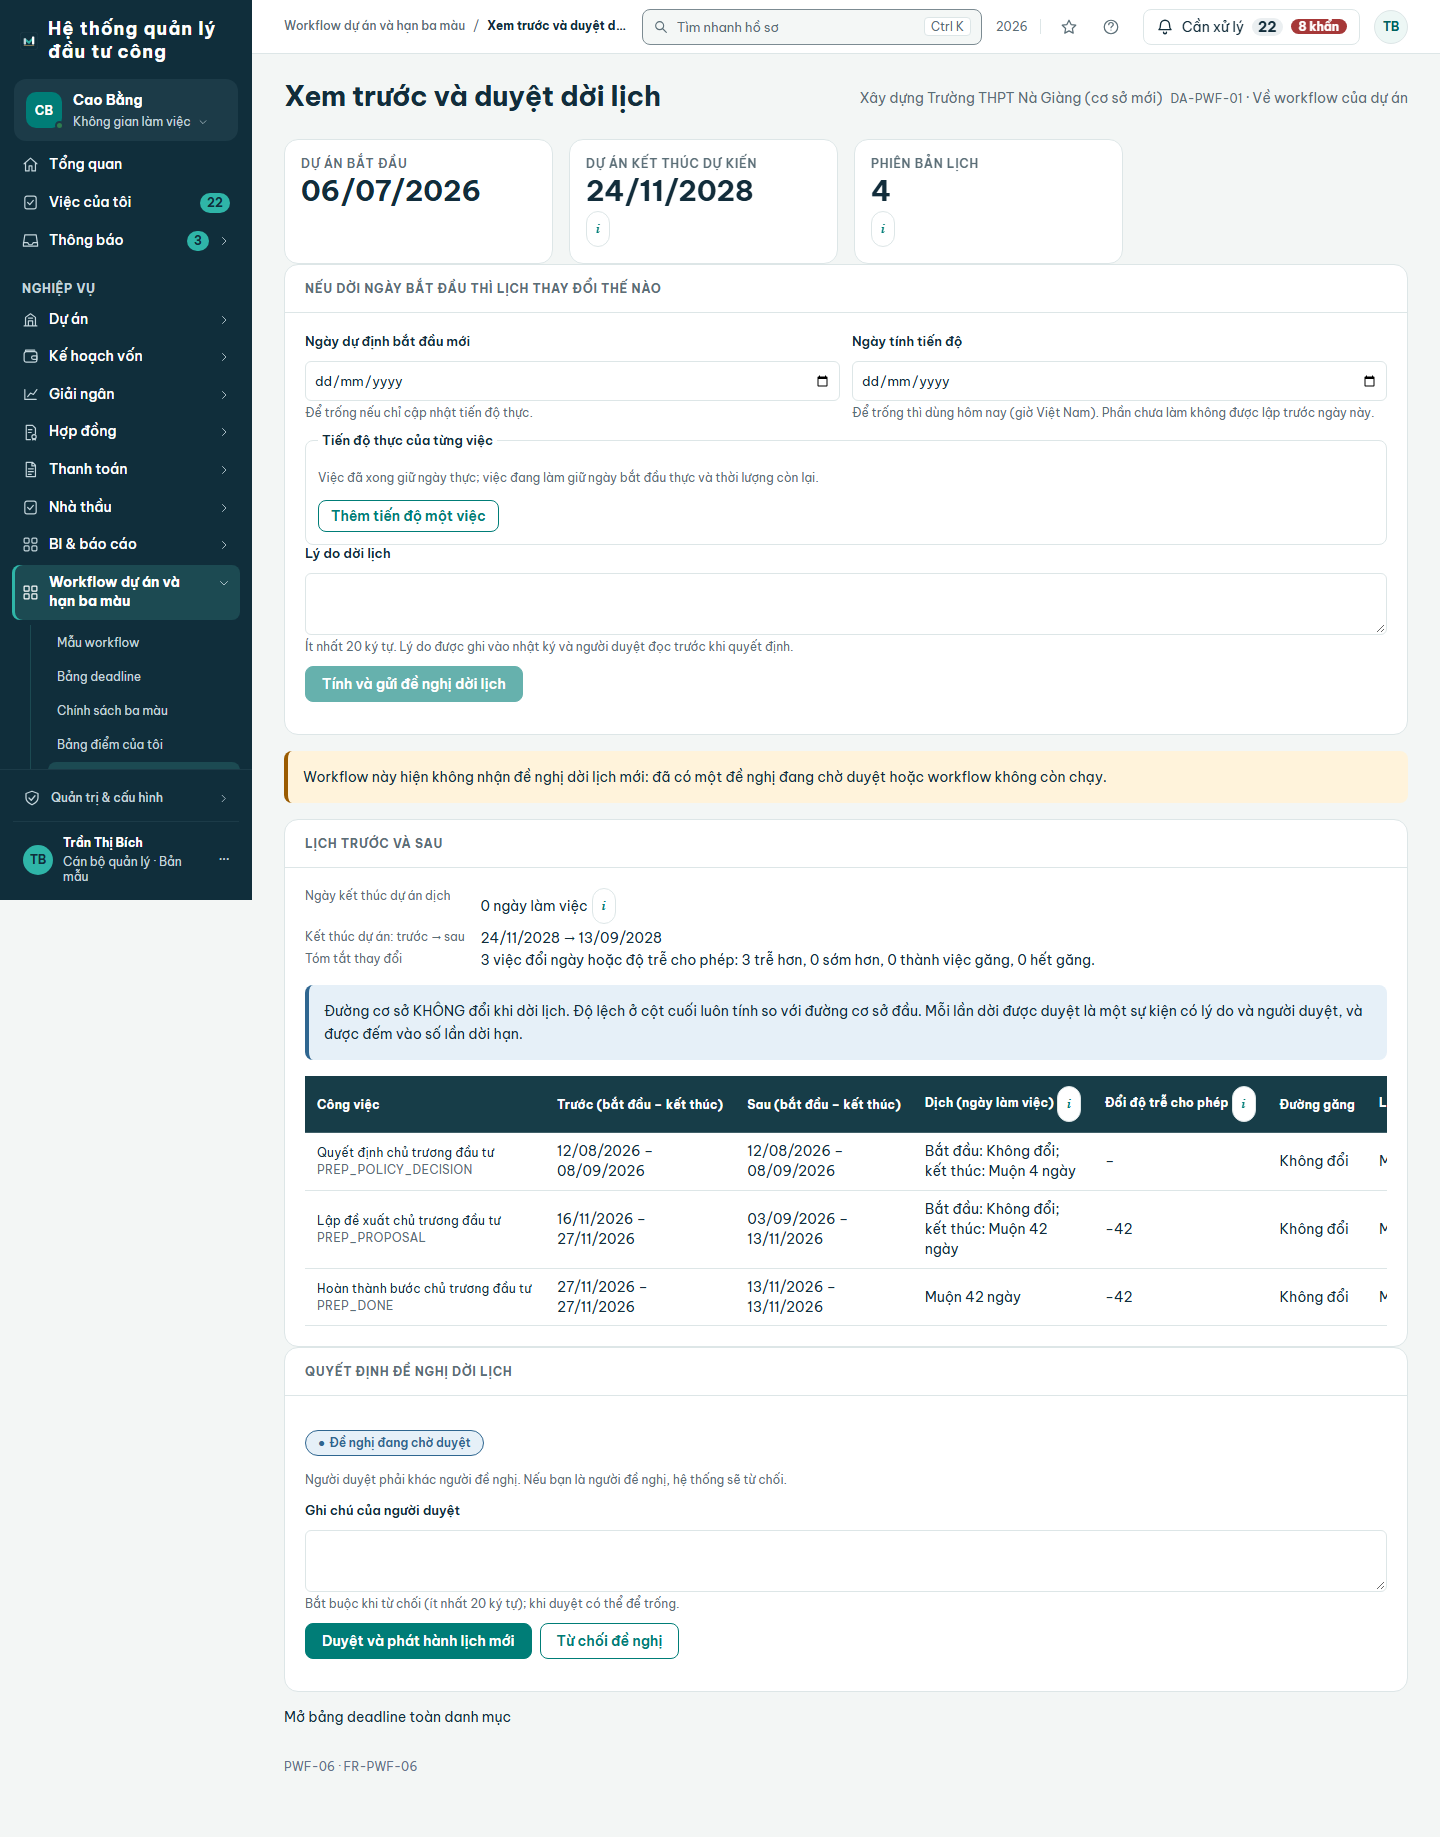 Hệ thống quản lý
đầu tư công
CB
Cao Bằng
Không gian làm việc
Tổng quan
Việc của tôi
22
Thông báo
3
NGHIỆP VỤ
Dự án
Kế hoạch vốn
Giải ngân
Hợp đồng
Thanh toán
Nhà thầu
BI & báo cáo
Workflow dự án và
hạn ba màu
Mẫu workflow
Bảng deadline
Chính sách ba màu
Bảng điểm của tôi
Quản trị & cấu hình
TB
Trần Thị Bích
Cán bộ quản lý · Bản
mẫu
Workflow dự án và hạn ba màu / Xem trước và duyệt d...
Tìm nhanh hồ sơ
Ctrl K
2026
Cần xử lý 22 8 khẩn
TB
Xem trước và duyệt dời lịch
Xây dựng Trường THPT Nà Giàng (cơ sở mới) DA-PWF-01 · Về workflow của dự án
DỰ ÁN BẮT ĐẦU
06/07/2026
DỰ ÁN KẾT THÚC DỰ KIẾN
24/11/2028
i
PHIÊN BẢN LỊCH
4
i
NẾU DỜI NGÀY BẮT ĐẦU THÌ LỊCH THAY ĐỔI THẾ NÀO
Ngày dự định bắt đầu mới
dd/mm/yyyy
Để trống nếu chỉ cập nhật tiến độ thực.
Ngày tính tiến độ
dd/mm/yyyy
Để trống thì dùng hôm nay (giờ Việt Nam). Phần chưa làm không được lập trước ngày này.
Tiến độ thực của từng việc
Việc đã xong giữ ngày thực; việc đang làm giữ ngày bắt đầu thực và thời lượng còn lại.
Thêm tiến độ một việc
Lý do dời lịch
Ít nhất 20 ký tự. Lý do được ghi vào nhật ký và người duyệt đọc trước khi quyết định.
Tính và gửi đề nghị dời lịch
Workflow này hiện không nhận đề nghị dời lịch mới: đã có một đề nghị đang chờ duyệt hoặc workflow không còn chạy.
LỊCH TRƯỚC VÀ SAU
Ngày kết thúc dự án dịch
0 ngày làm việc i
Kết thúc dự án: trước → sau
24/11/2028 → 13/09/2028
Tóm tắt thay đổi
3 việc đổi ngày hoặc độ trễ cho phép: 3 trễ hơn, 0 sớm hơn, 0 thành việc găng, 0 hết găng.
Đường cơ sở KHÔNG đổi khi dời lịch. Độ lệch ở cột cuối luôn tính so với đường cơ sở đầu. Mỗi lần dời được duyệt là một sự kiện có lý do và người duyệt, và
được đếm vào số lần dời hạn.
Công việc
Trước (bắt đầu – kết thúc)
Sau (bắt đầu – kết thúc)
Dịch (ngày làm việc) i
Đổi độ trễ cho phép i
Đường găng
L
Quyết định chủ trương đầu tư
PREP_POLICY_DECISION
12/08/2026 –
08/09/2026
12/08/2026 –
08/09/2026
Bắt đầu: Không đổi;
kết thúc: Muộn 4 ngày
–
Không đổi
M
Lập đề xuất chủ trương đầu tư
PREP_PROPOSAL
16/11/2026 –
27/11/2026
03/09/2026 –
13/11/2026
Bắt đầu: Không đổi;
kết thúc: Muộn 42
ngày
-42
Không đổi
M
Hoàn thành bước chủ trương đầu tư
PREP_DONE
27/11/2026 –
27/11/2026
13/11/2026 –
13/11/2026
Muộn 42 ngày
-42
Không đổi
M
QUYẾT ĐỊNH ĐỀ NGHỊ DỜI LỊCH
● Đề nghị đang chờ duyệt
Người duyệt phải khác người đề nghị. Nếu bạn là người đề nghị, hệ thống sẽ từ chối.
Ghi chú của người duyệt
Bắt buộc khi từ chối (ít nhất 20 ký tự); khi duyệt có thể để trống.
Duyệt và phát hành lịch mới
Từ chối đề nghị
Mở bảng deadline toàn danh mục
PWF-06 · FR-PWF-06